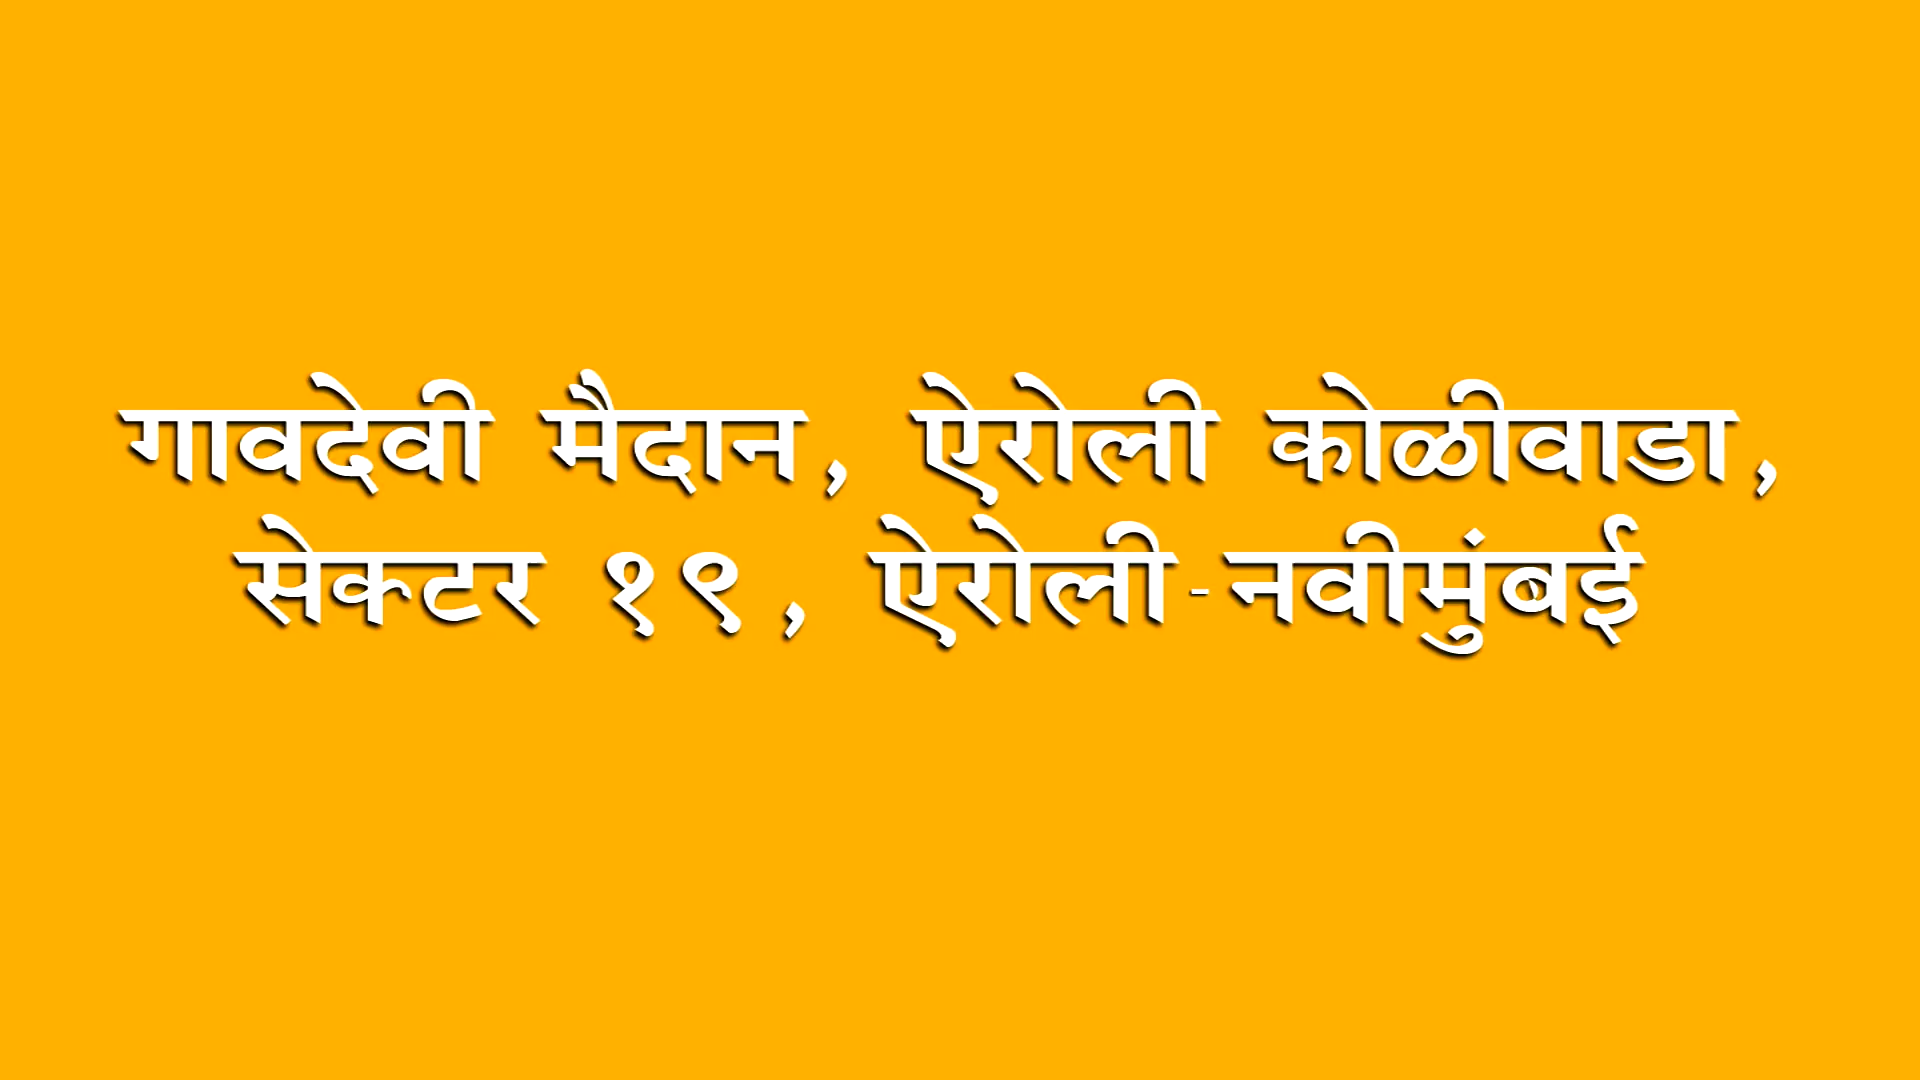 गावदेवी मैदान, ऐरोली कोळीवाडा,
सेक्टर १९, ऐरोली-नवीमुंबई